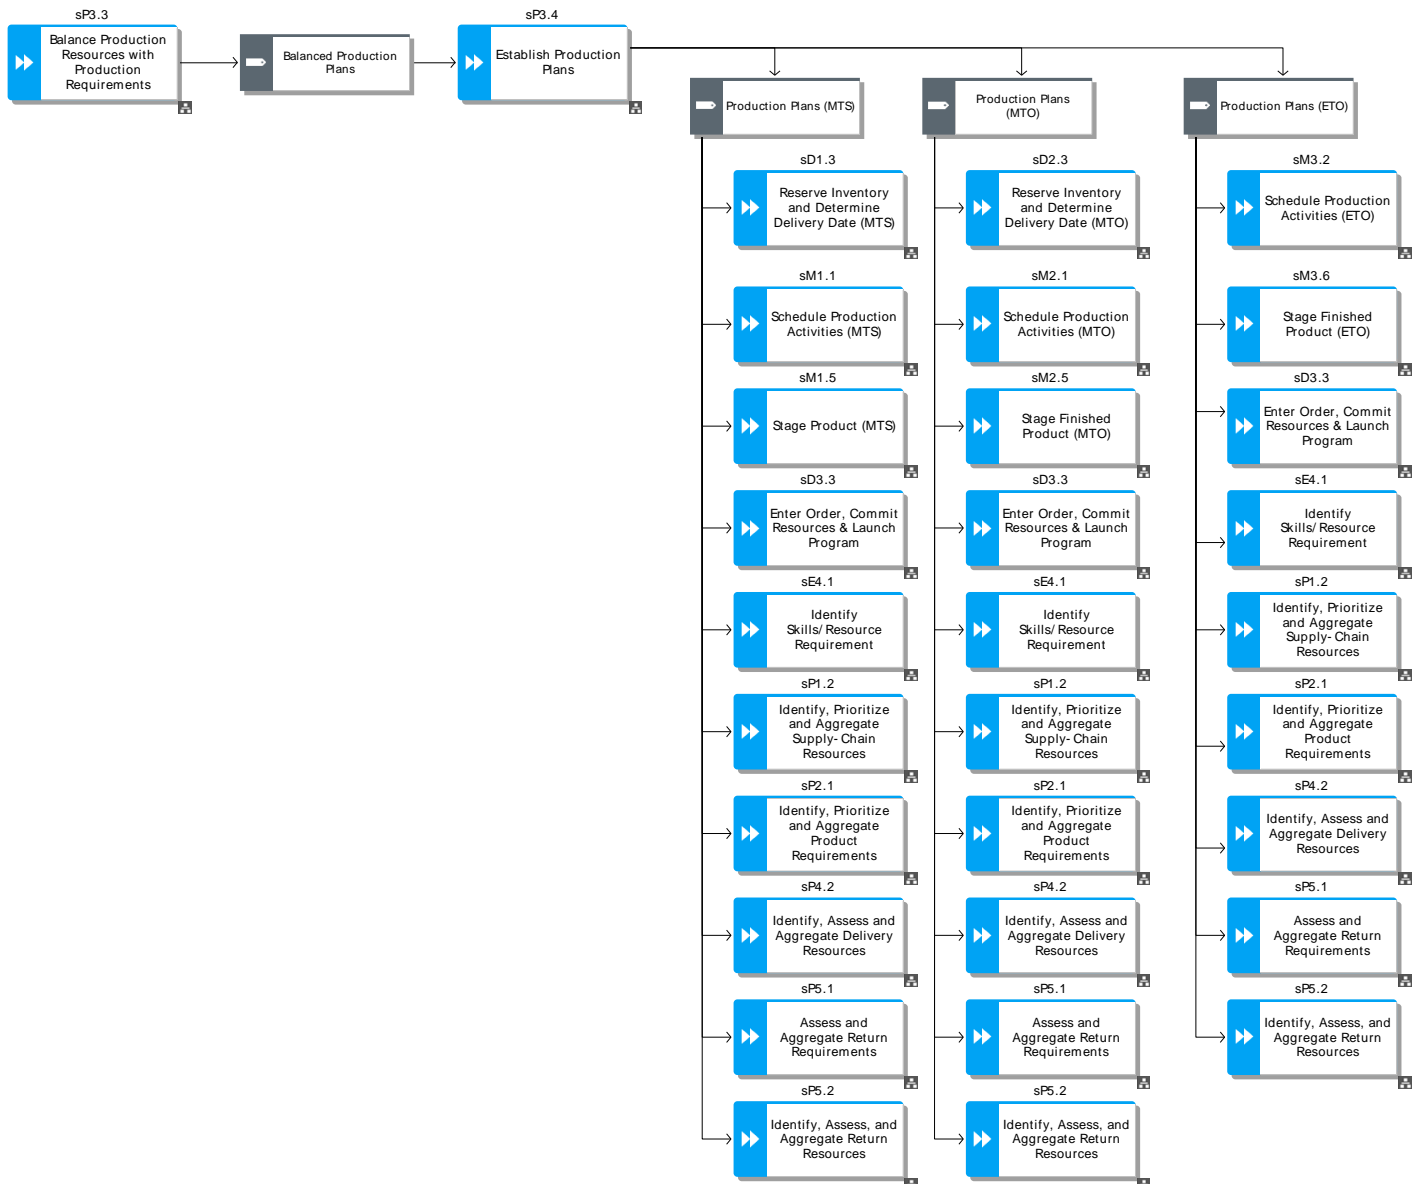 sP3.3
Balance Production
Resources with
Production
Requirements
Balanced Production
Plans
sP3.4
Establish Production
Plans
Production Plans (MTS)
Production Plans
(MTO)
Production Plans (ETO)
sD1.3
Reserve Inventory
and Determine
Delivery Date (MTS)
sM1.1
Schedule Production
Activities (MTS)
sM1.5
Stage Product (MTS)
sD3.3
Enter Order, Commit
Resources & Launch
Program
sE4.1
Identify
Skills/Resource
Requirement
sP1.2
Identify, Prioritize
and Aggregate
Supply-Chain
Resources
sP2.1
Identify, Prioritize
and Aggregate
Product
Requirements
sP4.2
Identify, Assess and
Aggregate Delivery
Resources
sP5.1
Assess and
Aggregate Return
Requirements
sP5.2
Identify, Assess, and
Aggregate Return
Resources
sD2.3
Reserve Inventory
and Determine
Delivery Date (MTO)
sM2.1
Schedule Production
Activities (MTO)
sM2.5
Stage Finished
Product (MTO)
sD3.3
Enter Order, Commit
Resources & Launch
Program
sE4.1
Identify
Skills/Resource
Requirement
sP1.2
Identify, Prioritize
and Aggregate
Supply-Chain
Resources
sP2.1
Identify, Prioritize
and Aggregate
Product
Requirements
sP4.2
Identify, Assess and
Aggregate Delivery
Resources
sP5.1
Assess and
Aggregate Return
Requirements
sP5.2
Identify, Assess, and
Aggregate Return
Resources
sM3.2
Schedule Production
Activities (ETO)
sM3.6
Stage Finished
Product (ETO)
sD3.3
Enter Order, Commit
Resources & Launch
Program
sE4.1
Identify
Skills/Resource
Requirement
sP1.2
Identify, Prioritize
and Aggregate
Supply-Chain
Resources
sP2.1
Identify, Prioritize
and Aggregate
Product
Requirements
sP4.2
Identify, Assess and
Aggregate Delivery
Resources
sP5.1
Assess and
Aggregate Return
Requirements
sP5.2
Identify, Assess, and
Aggregate Return
Resources